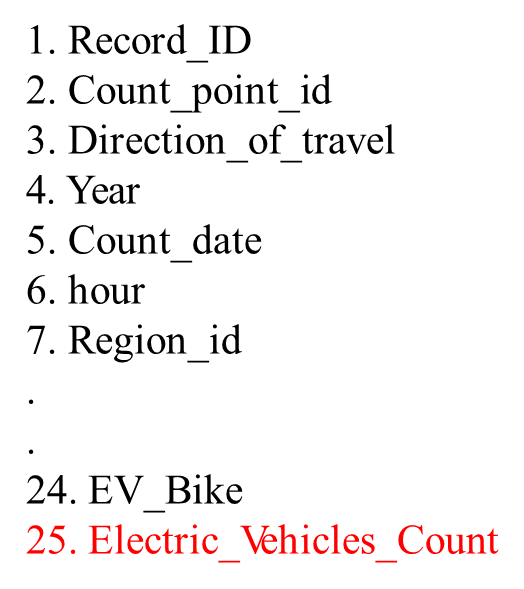 1. Record_ID
2. Count_point_id
3. Direction_of_travel
4. Year
5. Count_date
6. hour
7. Region_id
.
.
24. EV_Bike
25. Electric_Vehicles_Count